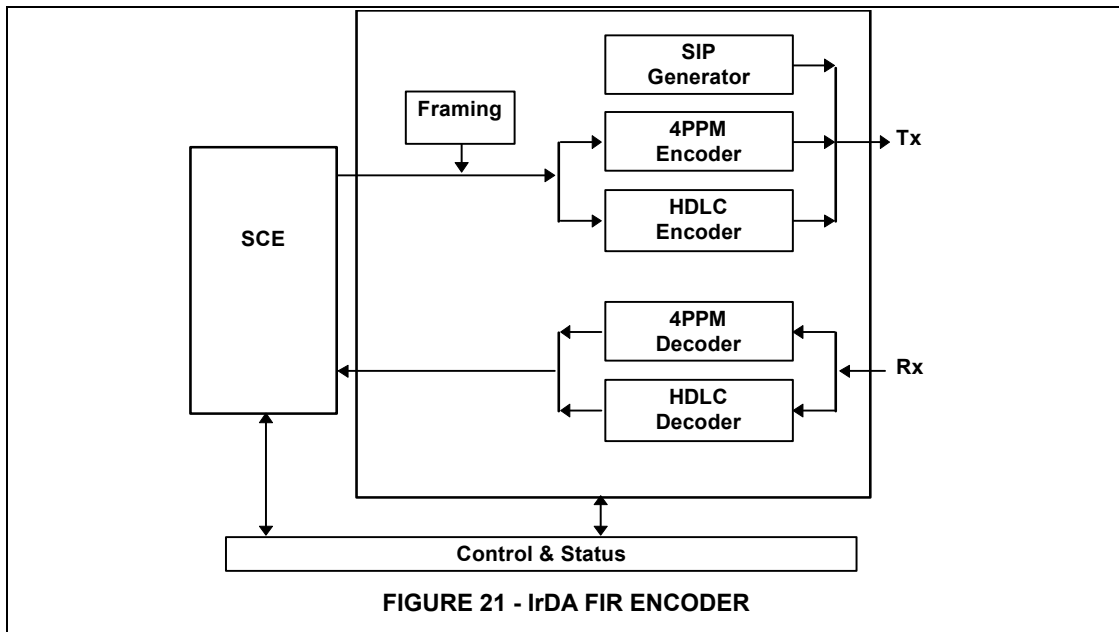 SIP
Generator
Framing
4PPM
Encoder
Tx
HDLC
Encoder
SCE
4PPM
Decoder
Rx
HDLC
Decoder
Control & Status
FIGURE 21 - IrDA FIR ENCODER